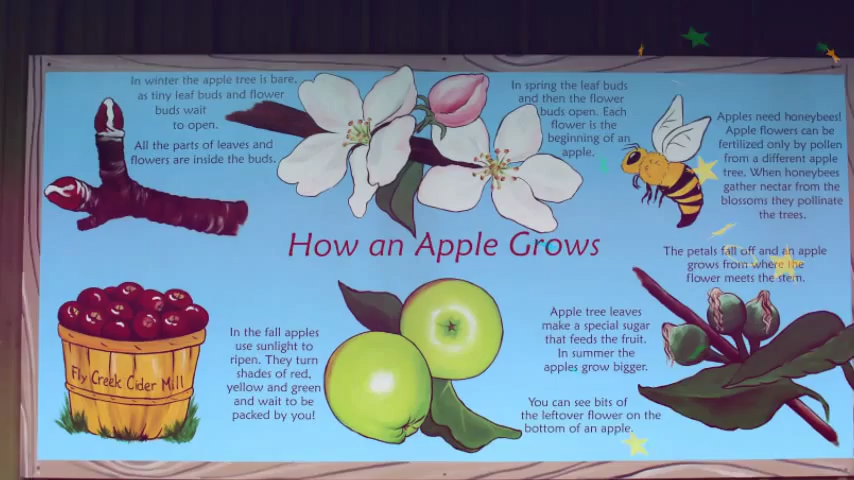 In winter the apple tree is bare,
as tiny leaf buds and flower
buds wait
to open.
All the parts of leaves and
flowers are inside the buds.
In spring the leaf buds
and then the flower
buds open. Each
flower is the
beginning of an
apple.
Apples need honeybees!
Apple flowers can be
fertilized only by pollen
from a different apple
tree. When honeybees
gather nectar from the
blossoms they pollinate
the trees.
How an Apple Grows
The petals fall off and an apple
grows from where the
flower meets the stem.
Apple tree leaves
make a special sugar
that feeds the fruit.
In summer the
apples grow bigger.
You can see bits of
the leftover flower on the
bottom of an apple.
In the fall apples
use sunlight to
ripen. They turn
shades of red,
yellow and green
and wait to be
packed by you!
Fly Creek Cider Mill